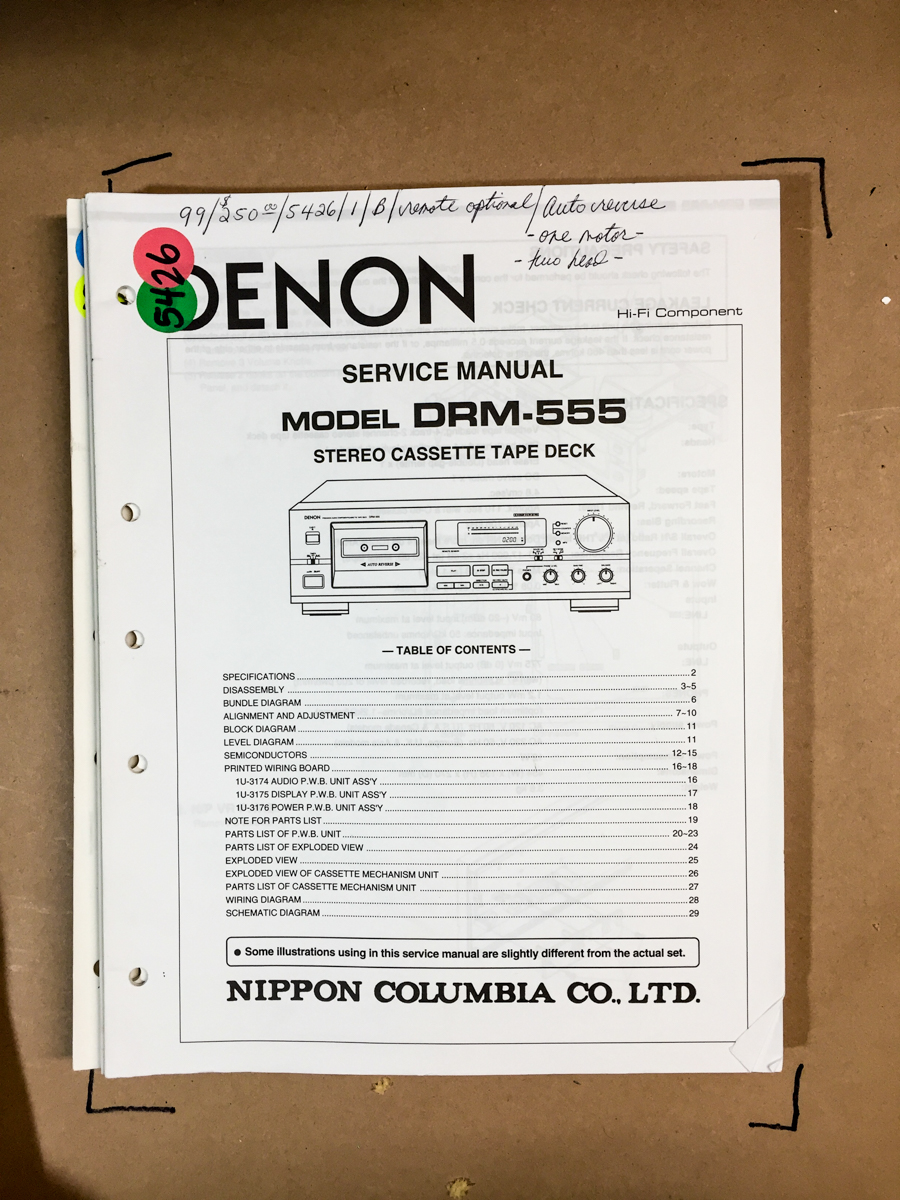 99/$250.00/5426/1/B/remote optional/Auto reverse
- one motor -
- two head -
5426
DENON
Hi-Fi Component
SERVICE MANUAL
MODEL DRM-555
STEREO CASSETTE TAPE DECK
DENON
AUTO REVERSE
— TABLE OF CONTENTS —
SPECIFICATIONS ... 2
DISASSEMBLY ... 3~5
BUNDLE DIAGRAM ... 6
ALIGNMENT AND ADJUSTMENT ... 7~10
BLOCK DIAGRAM ... 11
LEVEL DIAGRAM ... 11
SEMICONDUCTORS ... 12~15
PRINTED WIRING BOARD ... 16~18
1U-3174 AUDIO P.W.B. UNIT ASS'Y ... 16
1U-3175 DISPLAY P.W.B. UNIT ASS'Y ... 17
1U-3176 POWER P.W.B. UNIT ASS'Y ... 18
NOTE FOR PARTS LIST ... 19
PARTS LIST OF P.W.B. UNIT ... 20~23
PARTS LIST OF EXPLODED VIEW ... 24
EXPLODED VIEW ... 25
EXPLODED VIEW OF CASSETTE MECHANISM UNIT ... 26
PARTS LIST OF CASSETTE MECHANISM UNIT ... 27
WIRING DIAGRAM ... 28
SCHEMATIC DIAGRAM ... 29
● Some illustrations using in this service manual are slightly different from the actual set.
NIPPON COLUMBIA CO., LTD.